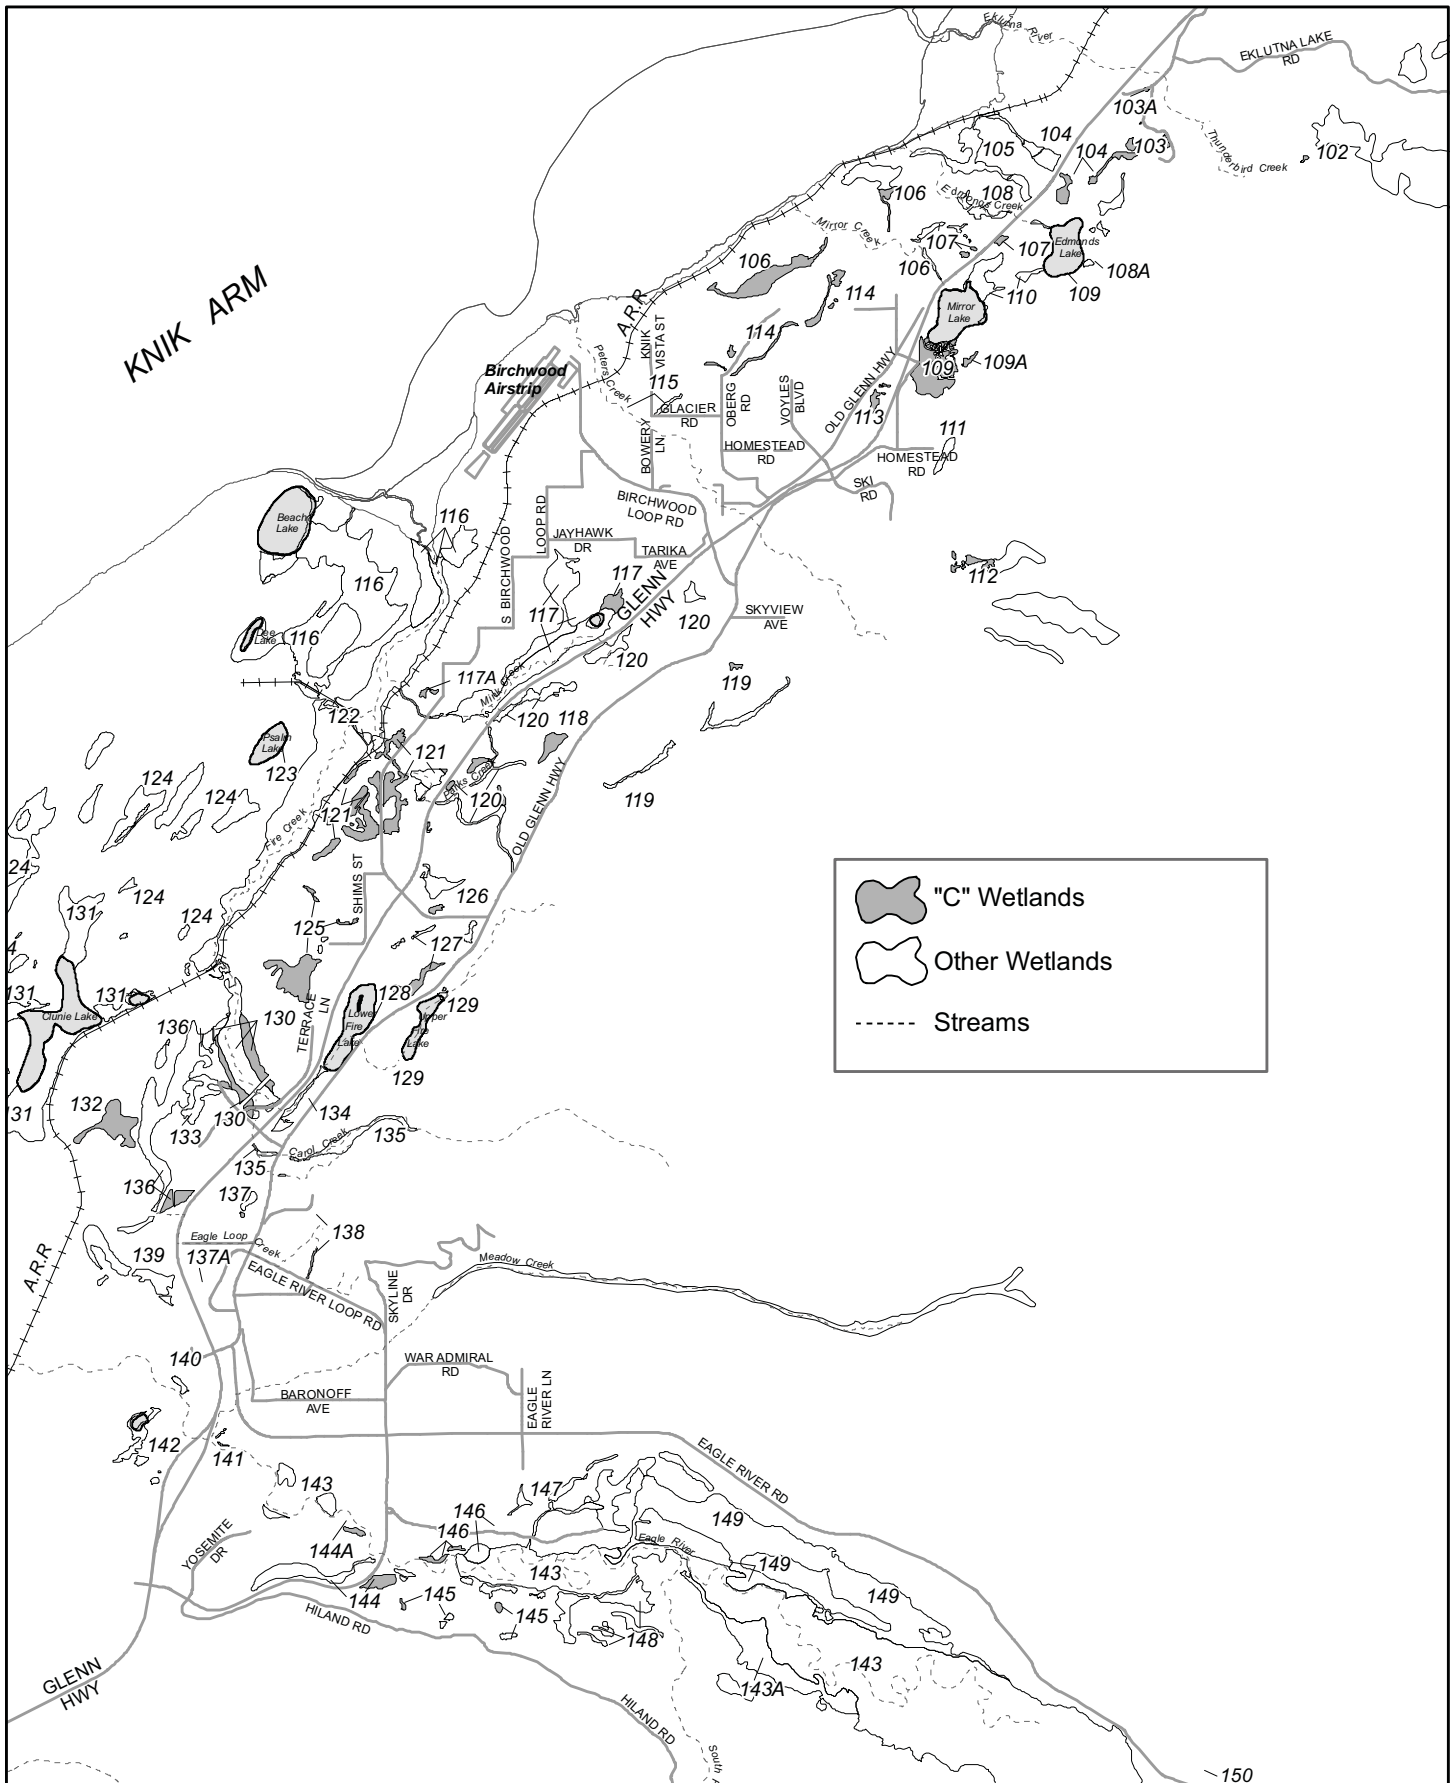 Eklutna River
EKLUTNA LAKE
RD
103A
104
105
104
103
102
Thunderbird Creek
106
108
Edmonds Creek
Mirror Creek
107
107
Edmonds
Lake
106
106
108A
KNIK ARM
114
110
109
A.R.R
Mirror
Lake
KNIK
VISTA ST
114
Birchwood
Airstrip
Peters Creek
109
109A
115
OLD GLENN HWY
VOYLES
BLVD
OBERG
RD
GLACIER
RD
113
111
BOWERY
LN
HOMESTEAD
RD
HOMESTEAD
RD
SKI
RD
BIRCHWOOD
LOOP RD
Beach
Lake
116
S BIRCHWOOD
LOOP RD
JAYHAWK
DR
TARIKA
AVE
116
117
112
GLENN
HWY
117
120
SKYVIEW
AVE
Dee
Lake
116
120
117A
Mink Creek
119
122
120
118
Psalm
Lake
121
123
124
Parks Creek
120
119
124
121
OLD GLENN HWY
Fire Creek
24
"C" Wetlands
SHIMS ST
124
126
131
124
125
127
4
Other Wetlands
131
131
128
129
Clunie Lake
Lower
Fire
Lake
Upper
Fire
Lake
Streams
136
130
TERRACE
LN
129
132
131
130
134
133
135
Carol Creek
135
136
137
138
Eagle Loop
Creek
139
137A
A.R.R
Meadow Creek
EAGLE RIVER LOOP RD
SKYLINE
DR
140
WAR ADMIRAL
RD
BARONOFF
AVE
EAGLE
RIVER LN
142
141
EAGLE RIVER RD
143
147
146
149
YOSEMITE
DR
146
144A
Eagle River
143
149
144
145
149
HILAND RD
145
148
143
GLENN
HWY
143A
HILAND RD
South
150